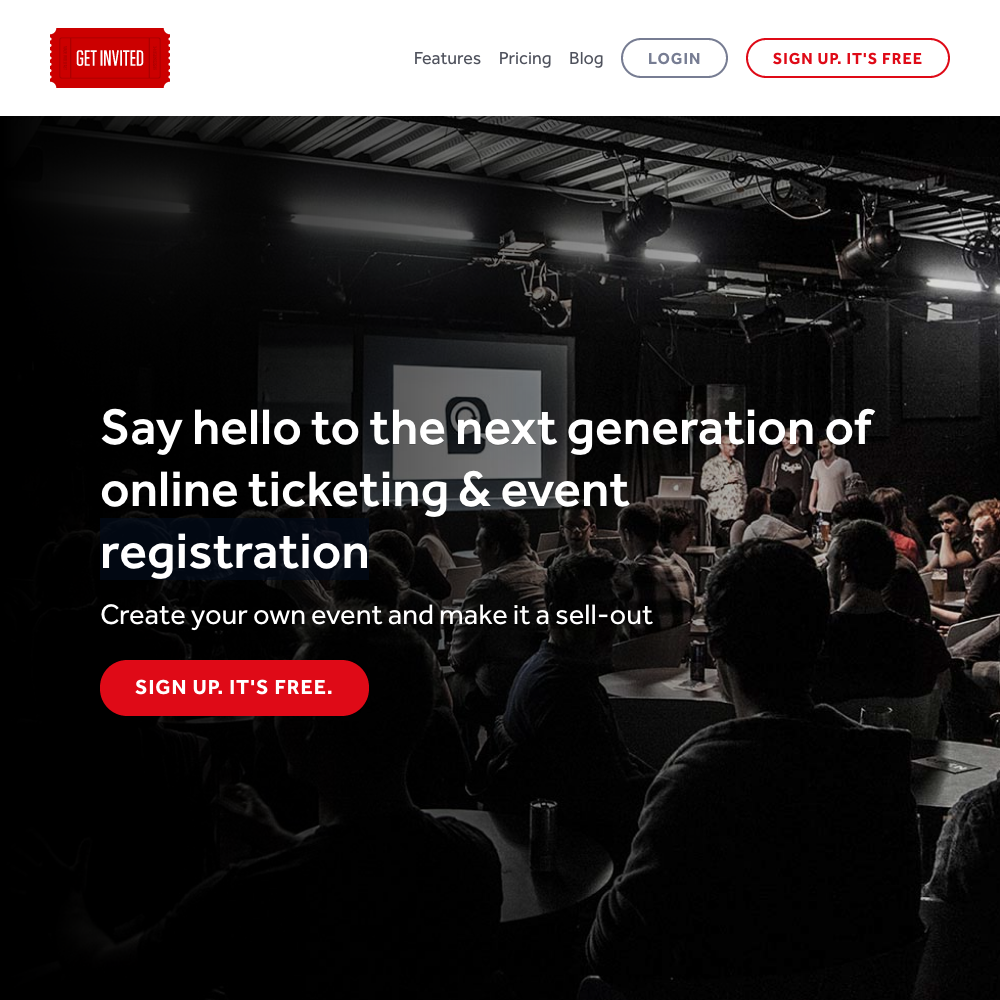 GET INVITED
Features Pricing Blog LOGIN SIGN UP. IT'S FREE
Say hello to the next generation of
online ticketing & event
registration
Create your own event and make it a sell-out
SIGN UP. IT'S FREE.